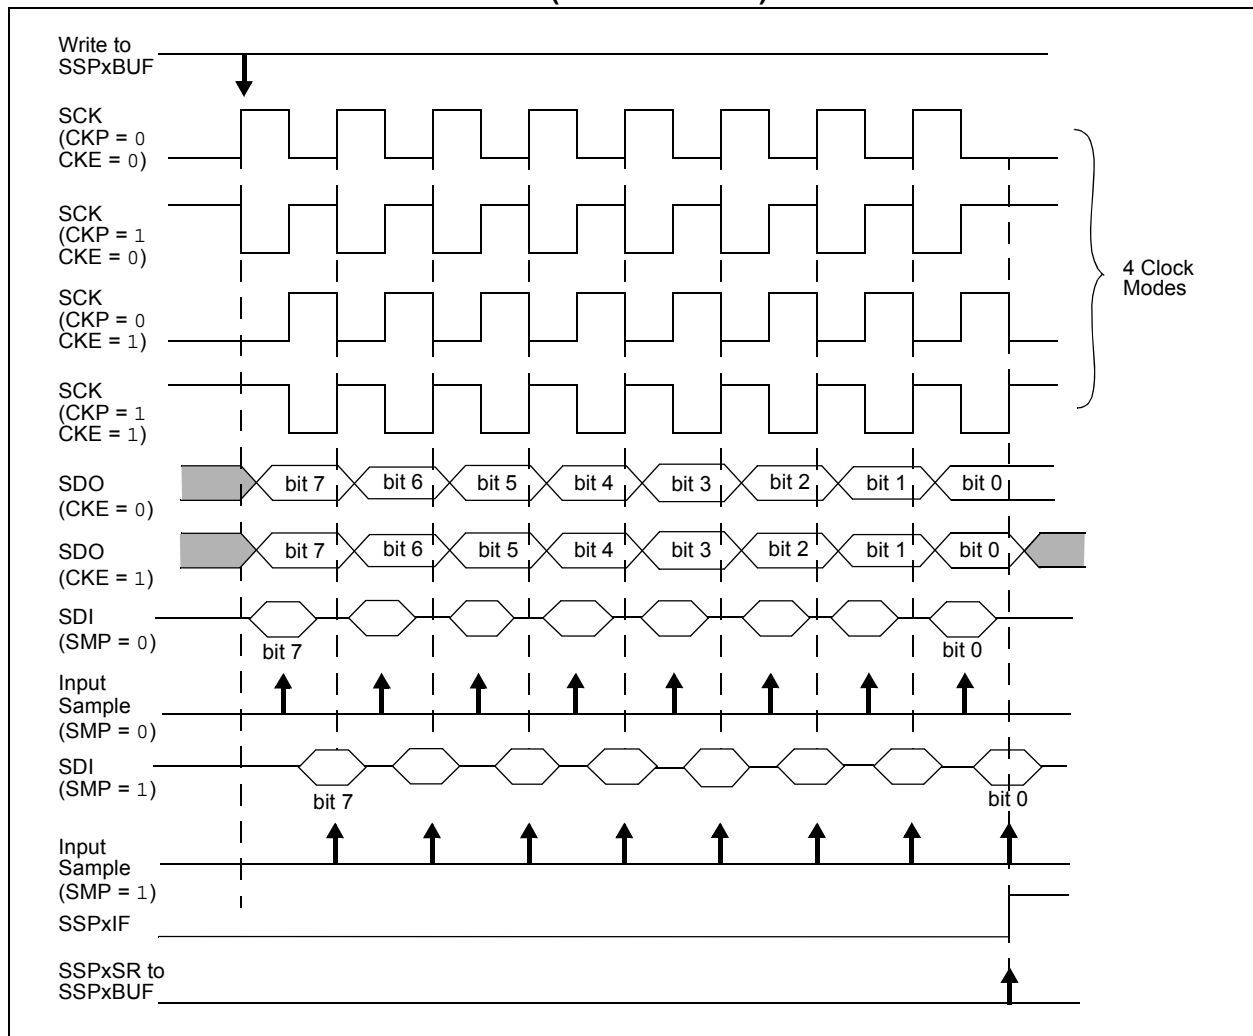 Write to
SSPxBUF
SCK
(CKP = 0
CKE = 0)
SCK
(CKP = 1
CKE = 0)
4 Clock
Modes
SCK
(CKP = 0
CKE = 1)
SCK
(CKP = 1
CKE = 1)
SDO
(CKE = 0)
bit 7 bit 6 bit 5 bit 4 bit 3 bit 2 bit 1 bit 0
SDO
(CKE = 1)
bit 7 bit 6 bit 5 bit 4 bit 3 bit 2 bit 1 bit 0
SDI
(SMP = 0)
bit 7 bit 0
Input
Sample
(SMP = 0)
SDI
(SMP = 1)
bit 7 bit 0
Input
Sample
(SMP = 1)
SSPxIF
SSPxSR to
SSPxBUF